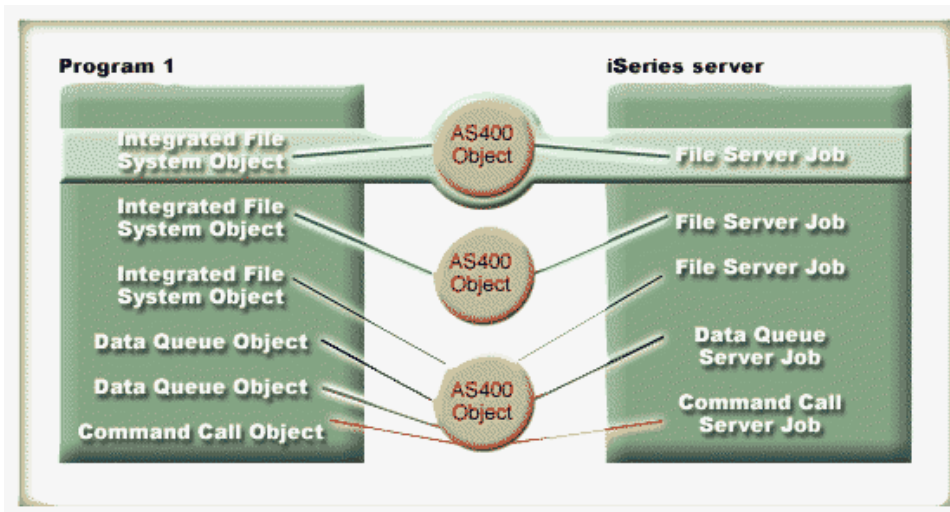 Program 1
iSeries server
Integrated File
System Object
AS400
Object
File Server Job
Integrated File
System Object
File Server Job
AS400
Object
Integrated File
System Object
File Server Job
Data Queue Object
Data Queue
Server Job
Data Queue Object
AS400
Object
Command Call Object
Command Call
Server Job